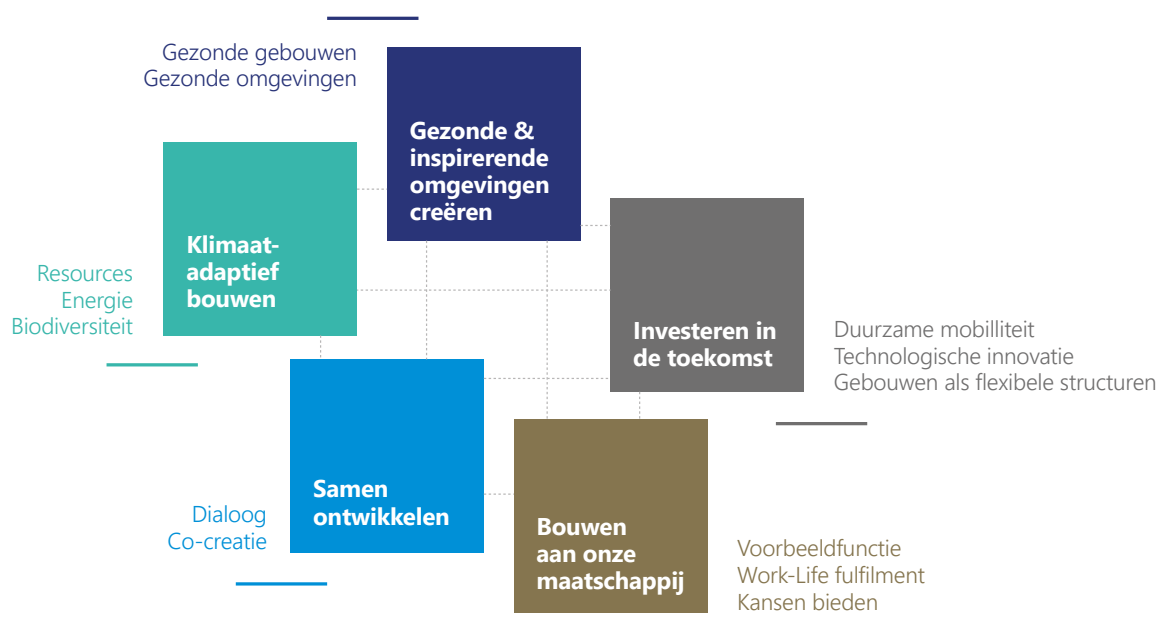 Gezonde gebouwen
Gezonde omgevingen
Gezonde &
inspirerende
omgevingen
creëren
Klimaat-
adaptief
bouwen
Resources
Energie
Biodiversiteit
Investeren in
de toekomst
Duurzame mobilliteit
Technologische innovatie
Gebouwen als flexibele structuren
Samen
ontwikkelen
Dialoog
Co-creatie
Bouwen
aan onze
maatschappij
Voorbeeldfunctie
Work-Life fulfilment
Kansen bieden